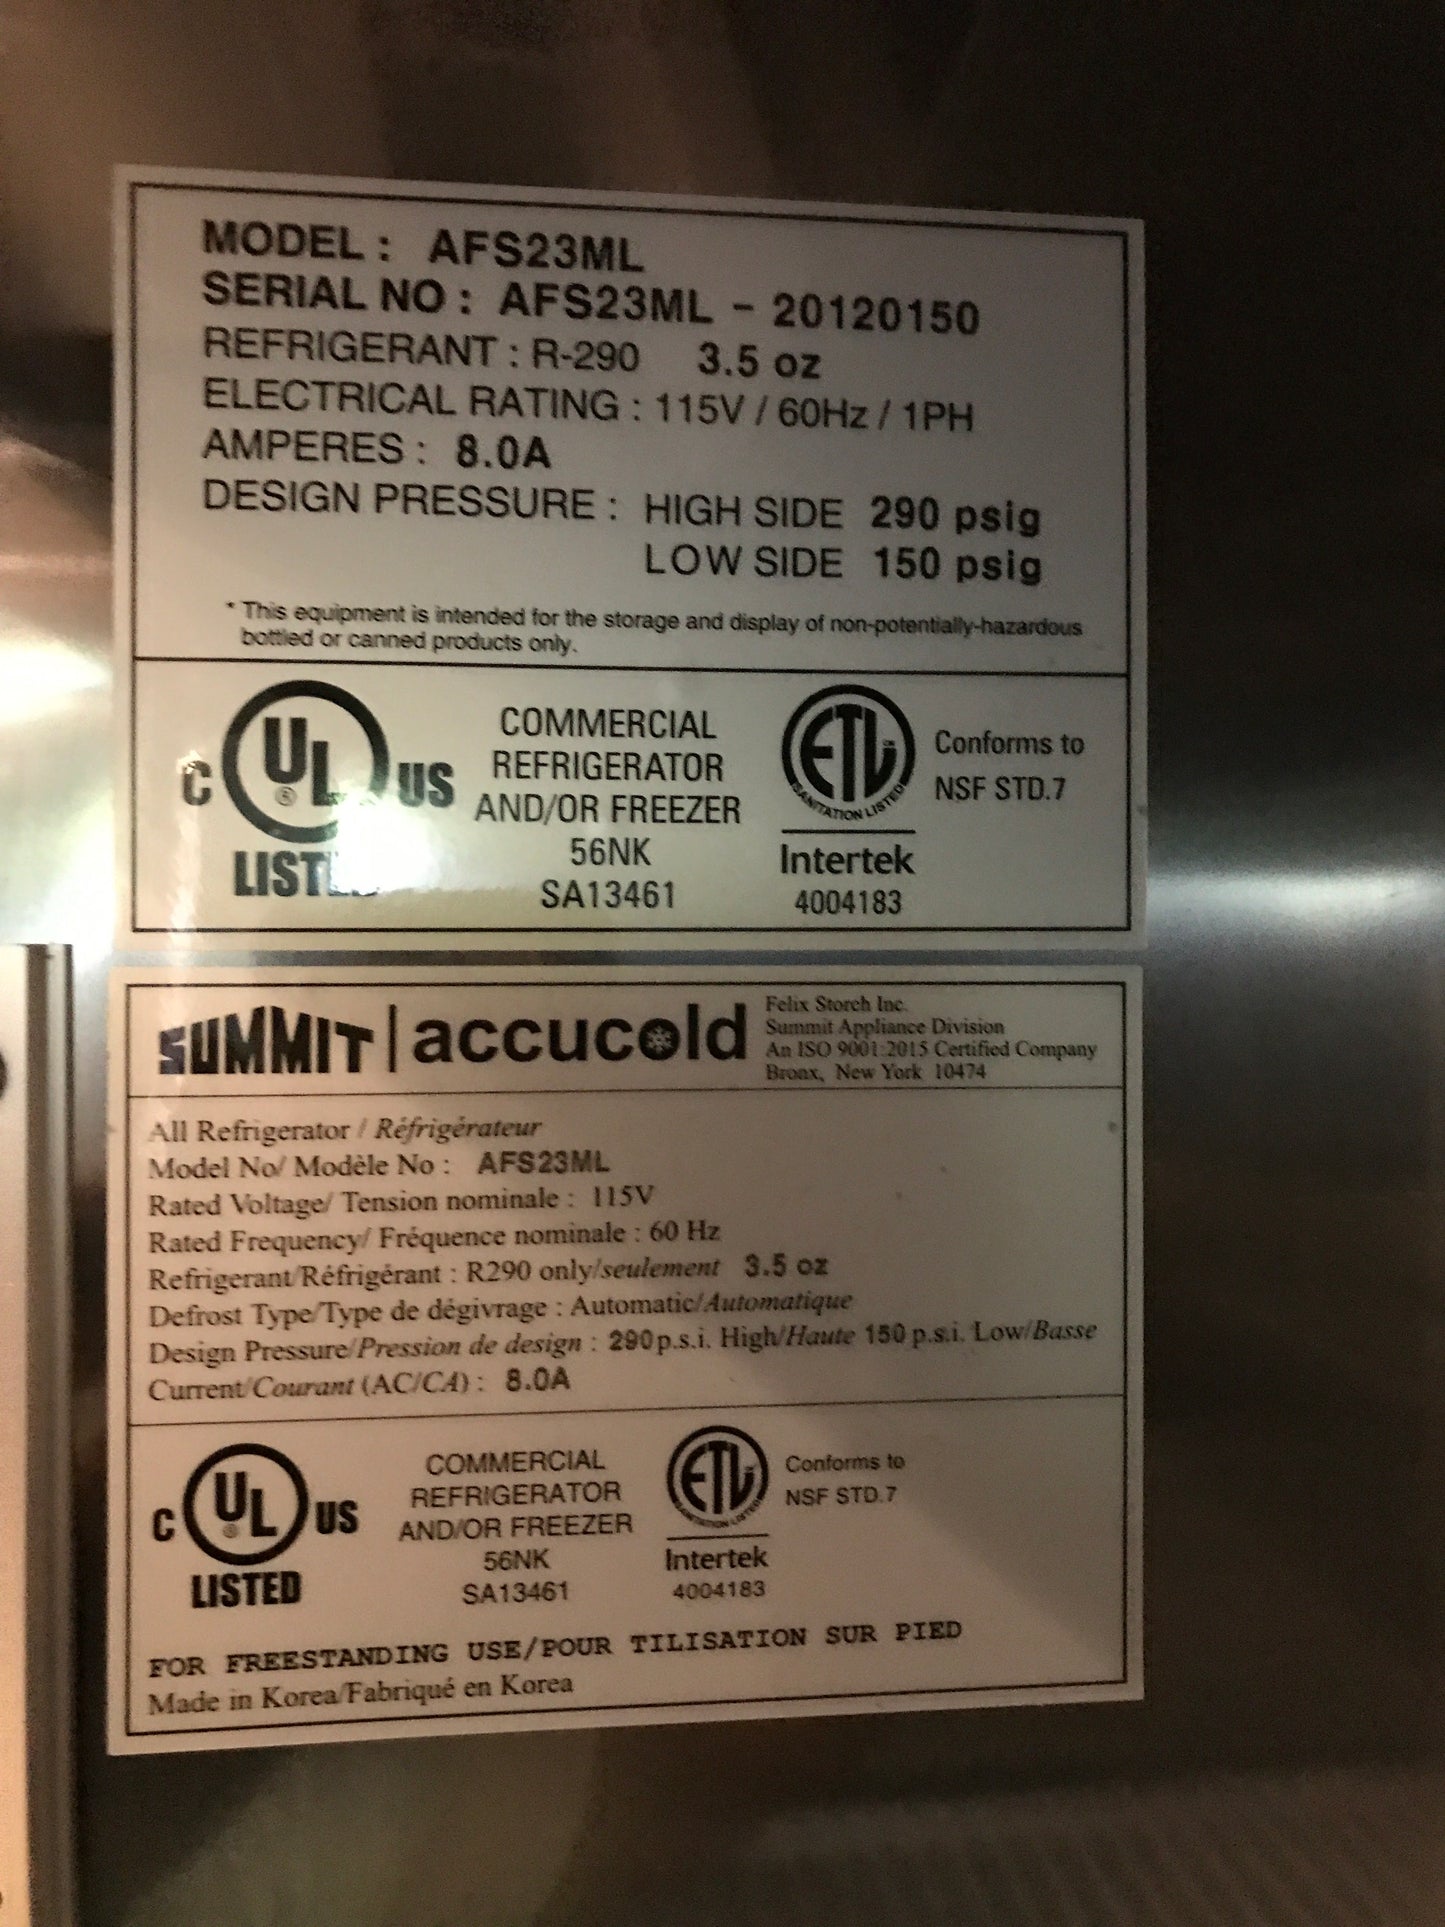 MODEL : AFS23ML
SERIAL NO : AFS23ML - 20120150
REFRIGERANT : R-290 3.5 oz
ELECTRICAL RATING : 115V / 60Hz / 1PH
AMPERES : 8.0A
DESIGN PRESSURE : HIGH SIDE 290 psig
LOW SIDE 150 psig
* This equipment is intended for the storage and display of non-potentially-hazardous
bottled or canned products only.
C UL US
LISTED
COMMERCIAL
REFRIGERATOR
AND/OR FREEZER
56NK
SA13461
ETL
SANITATION LISTED
Intertek
4004183
Conforms to
NSF STD.7
SUMMIT | accucold
Felix Storch Inc.
Summit Appliance Division
An ISO 9001:2015 Certified Company
Bronx, New York 10474
All Refrigerator / Réfrigérateur
Model No/ Modèle No : AFS23ML
Rated Voltage/ Tension nominale : 115V
Rated Frequency/ Fréquence nominale : 60 Hz
Refrigerant/Réfrigérant : R290 only/seulement 3.5 oz
Defrost Type/Type de dégivrage : Automatic/Automatique
Design Pressure/Pression de design : 290p.s.i. High/Haute 150p.s.i. Low/Basse
Current/Courant (AC/CA) : 8.0A
C UL US
LISTED
COMMERCIAL
REFRIGERATOR
AND/OR FREEZER
56NK
SA13461
ETL
SANITATION LISTED
Intertek
4004183
Conforms to
NSF STD.7
FOR FREESTANDING USE/POUR TILISATION SUR PIED
Made in Korea/Fabriqué en Korea